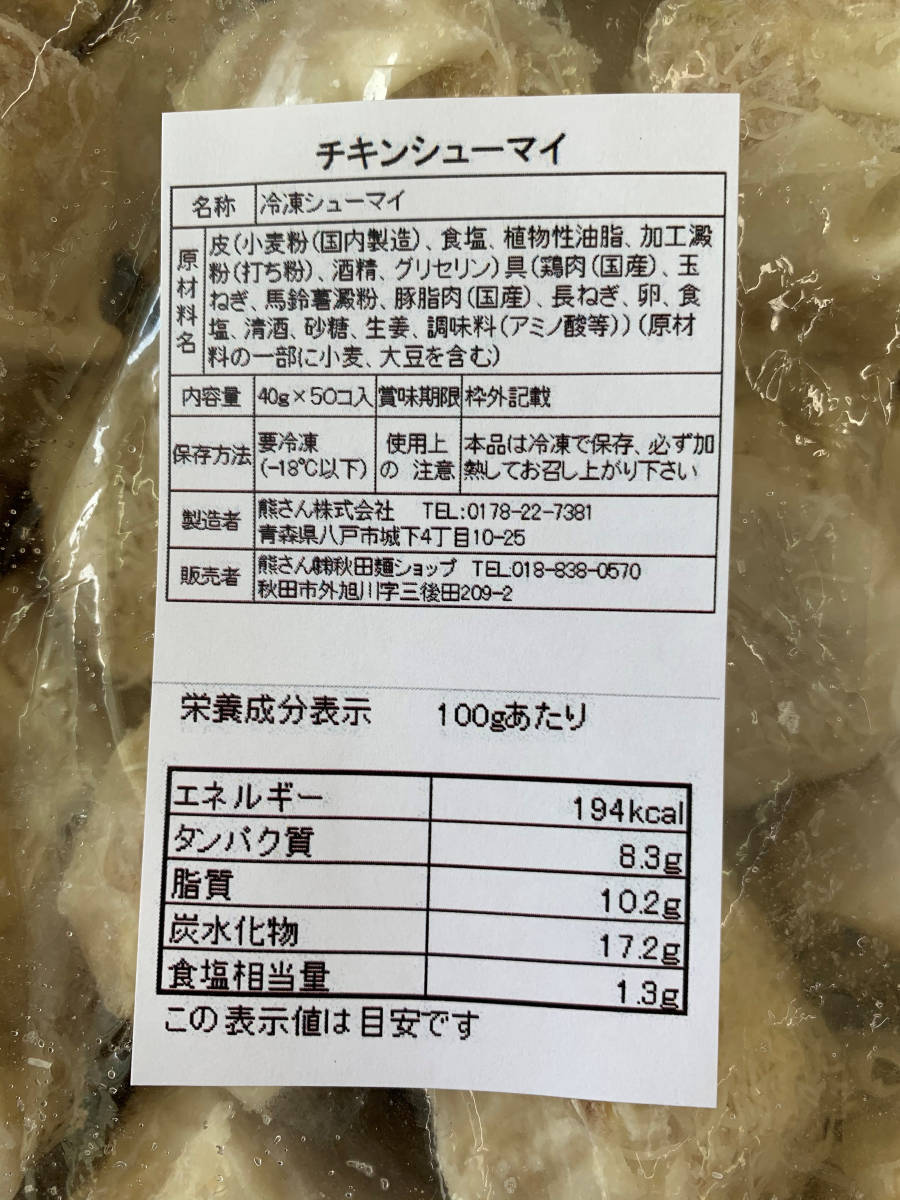 チキンシューマイ
名称 冷凍シューマイ
原材料名
皮(小麦粉(国内製造)、食塩、植物性油脂、加工澱
粉(打ち粉)、酒精、グリセリン)具(鶏肉(国産)、玉
ねぎ、馬鈴薯澱粉、豚脂肉(国産)、長ねぎ、卵、食
塩、清酒、砂糖、生姜、調味料(アミノ酸等))(原材
料の一部に小麦、大豆を含む)
内容量 40g×50コ入 賞味期限 枠外記載
保存方法 要冷凍
(-18℃以下)
使用上
の 注意
本品は冷凍で保存、必ず加
熱してお召し上がり下さい
製造者 熊さん株式会社 TEL:0178-22-7381
青森県八戸市城下4丁目10-25
販売者 熊さん㈱秋田麺ショップ TEL:018-838-0570
秋田市外旭川字三後田209-2
栄養成分表示 100gあたり
エネルギー 194kcal
タンパク質 8.3g
脂質 10.2g
炭水化物 17.2g
食塩相当量 1.3g
この表示値は目安です